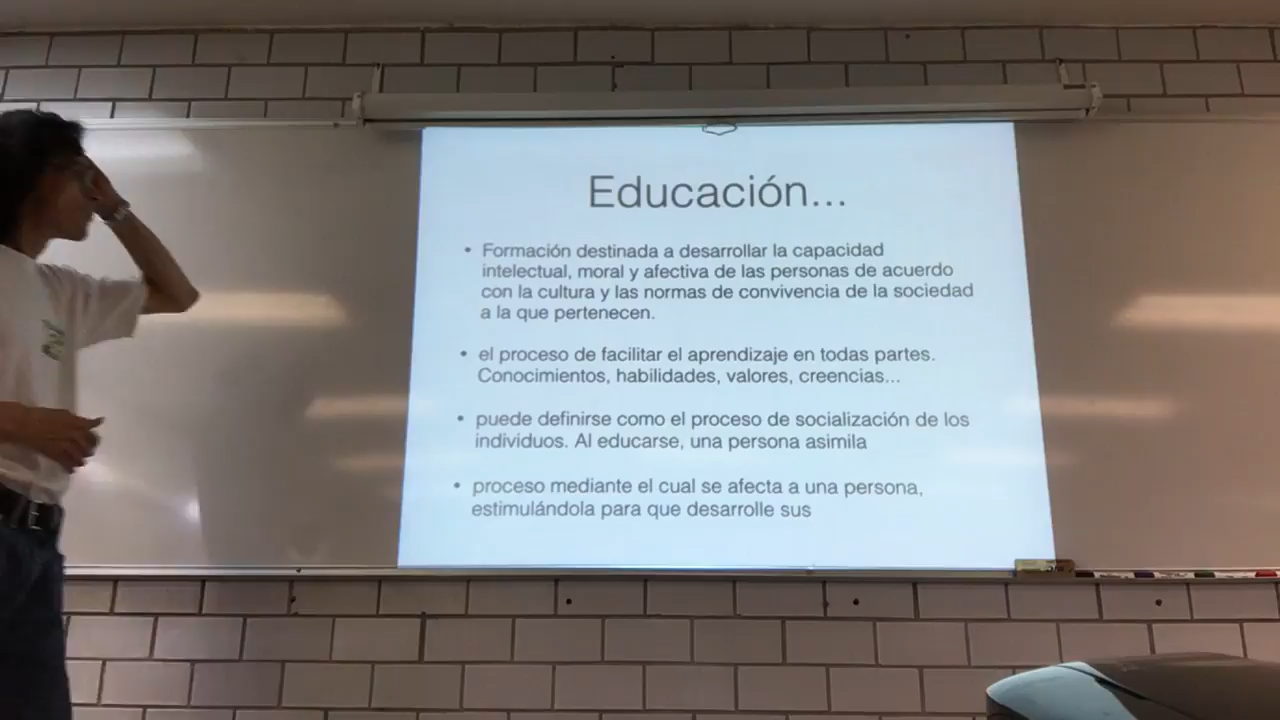 Educación...
• Formación destinada a desarrollar la capacidad
intelectual, moral y afectiva de las personas de acuerdo
con la cultura y las normas de convivencia de la sociedad
a la que pertenecen.
• el proceso de facilitar el aprendizaje en todas partes.
Conocimientos, habilidades, valores, creencias...
• puede definirse como el proceso de socialización de los
individuos. Al educarse, una persona asimila
• proceso mediante el cual se afecta a una persona,
estimulándola para que desarrolle sus